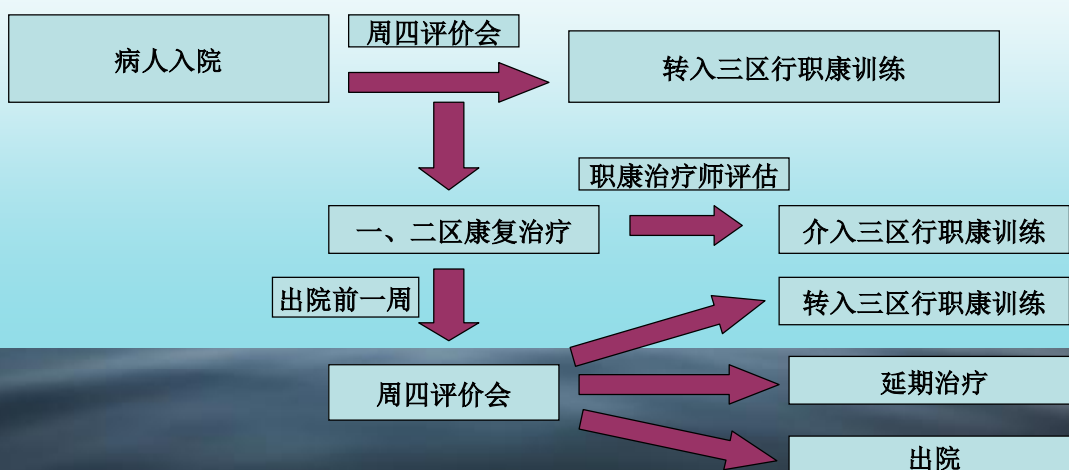 周四评价会
病人入院
转入三区行职康训练
职康治疗师评估
一、二区康复治疗
介入三区行职康训练
出院前一周
转入三区行职康训练
周四评价会
延期治疗
出院